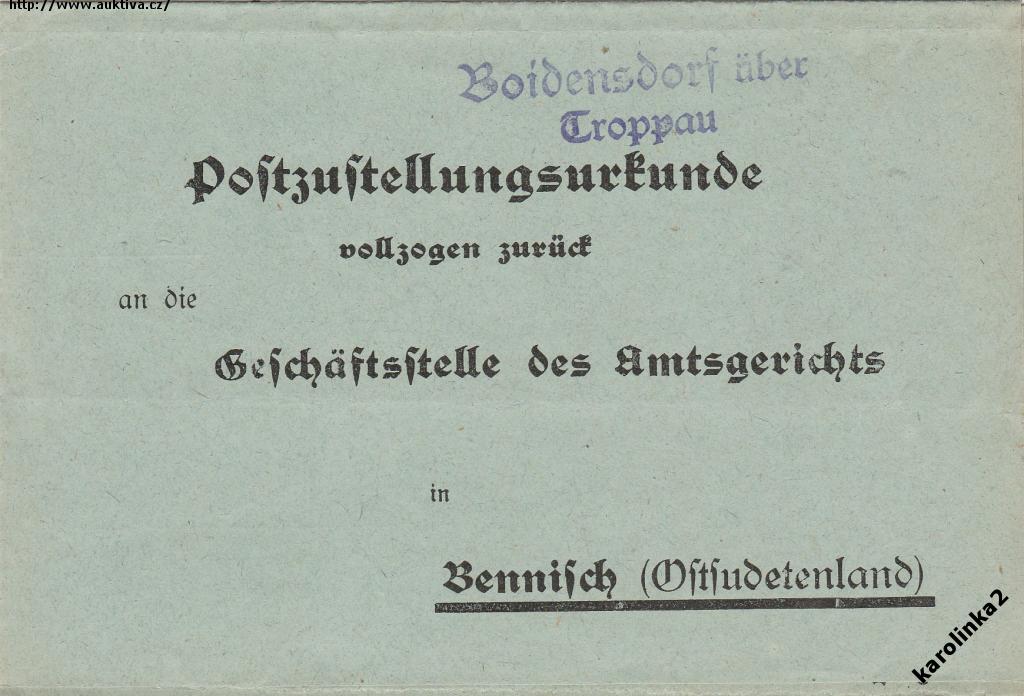 http://www.auktiva.cz/
Boidensdorf über
Troppau
Postzustellungsurkunde
vollzogen zurück
an die
Geschäftsstelle des Amtsgerichts
in
Bennisch (Ostsudetenland)
karolinka2